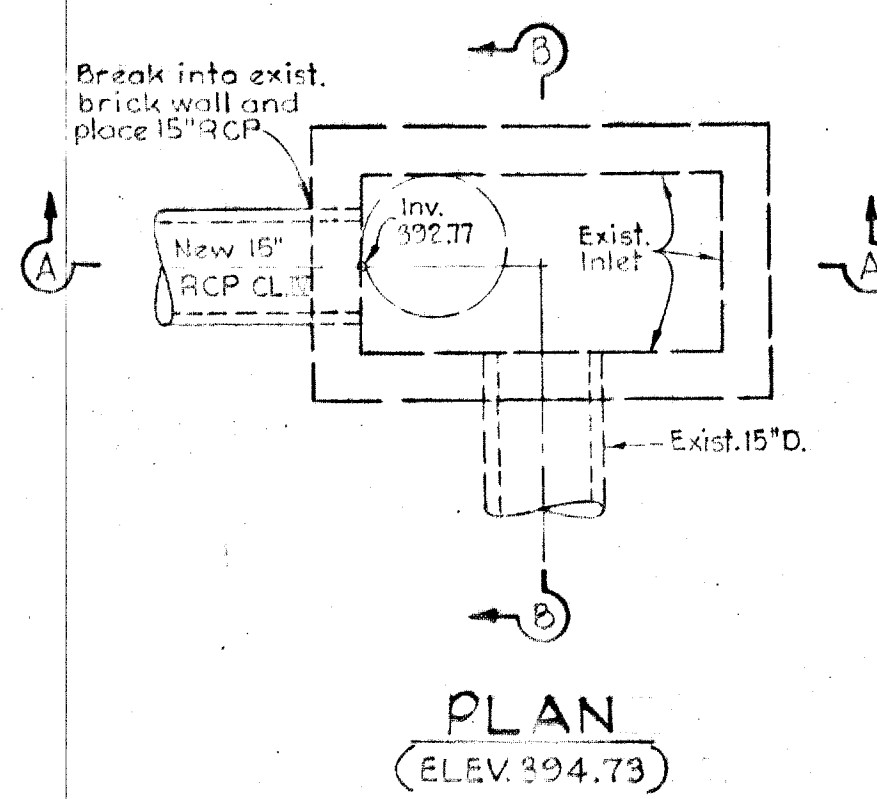 B
Break into exist.
brick wall and
place 15"RCP
Inv.
392.77
New 15"
RCP CL.IV
Exist.
Inlet
A
A
Exist.15"D.
B
PLAN
(ELEV. 394.73)